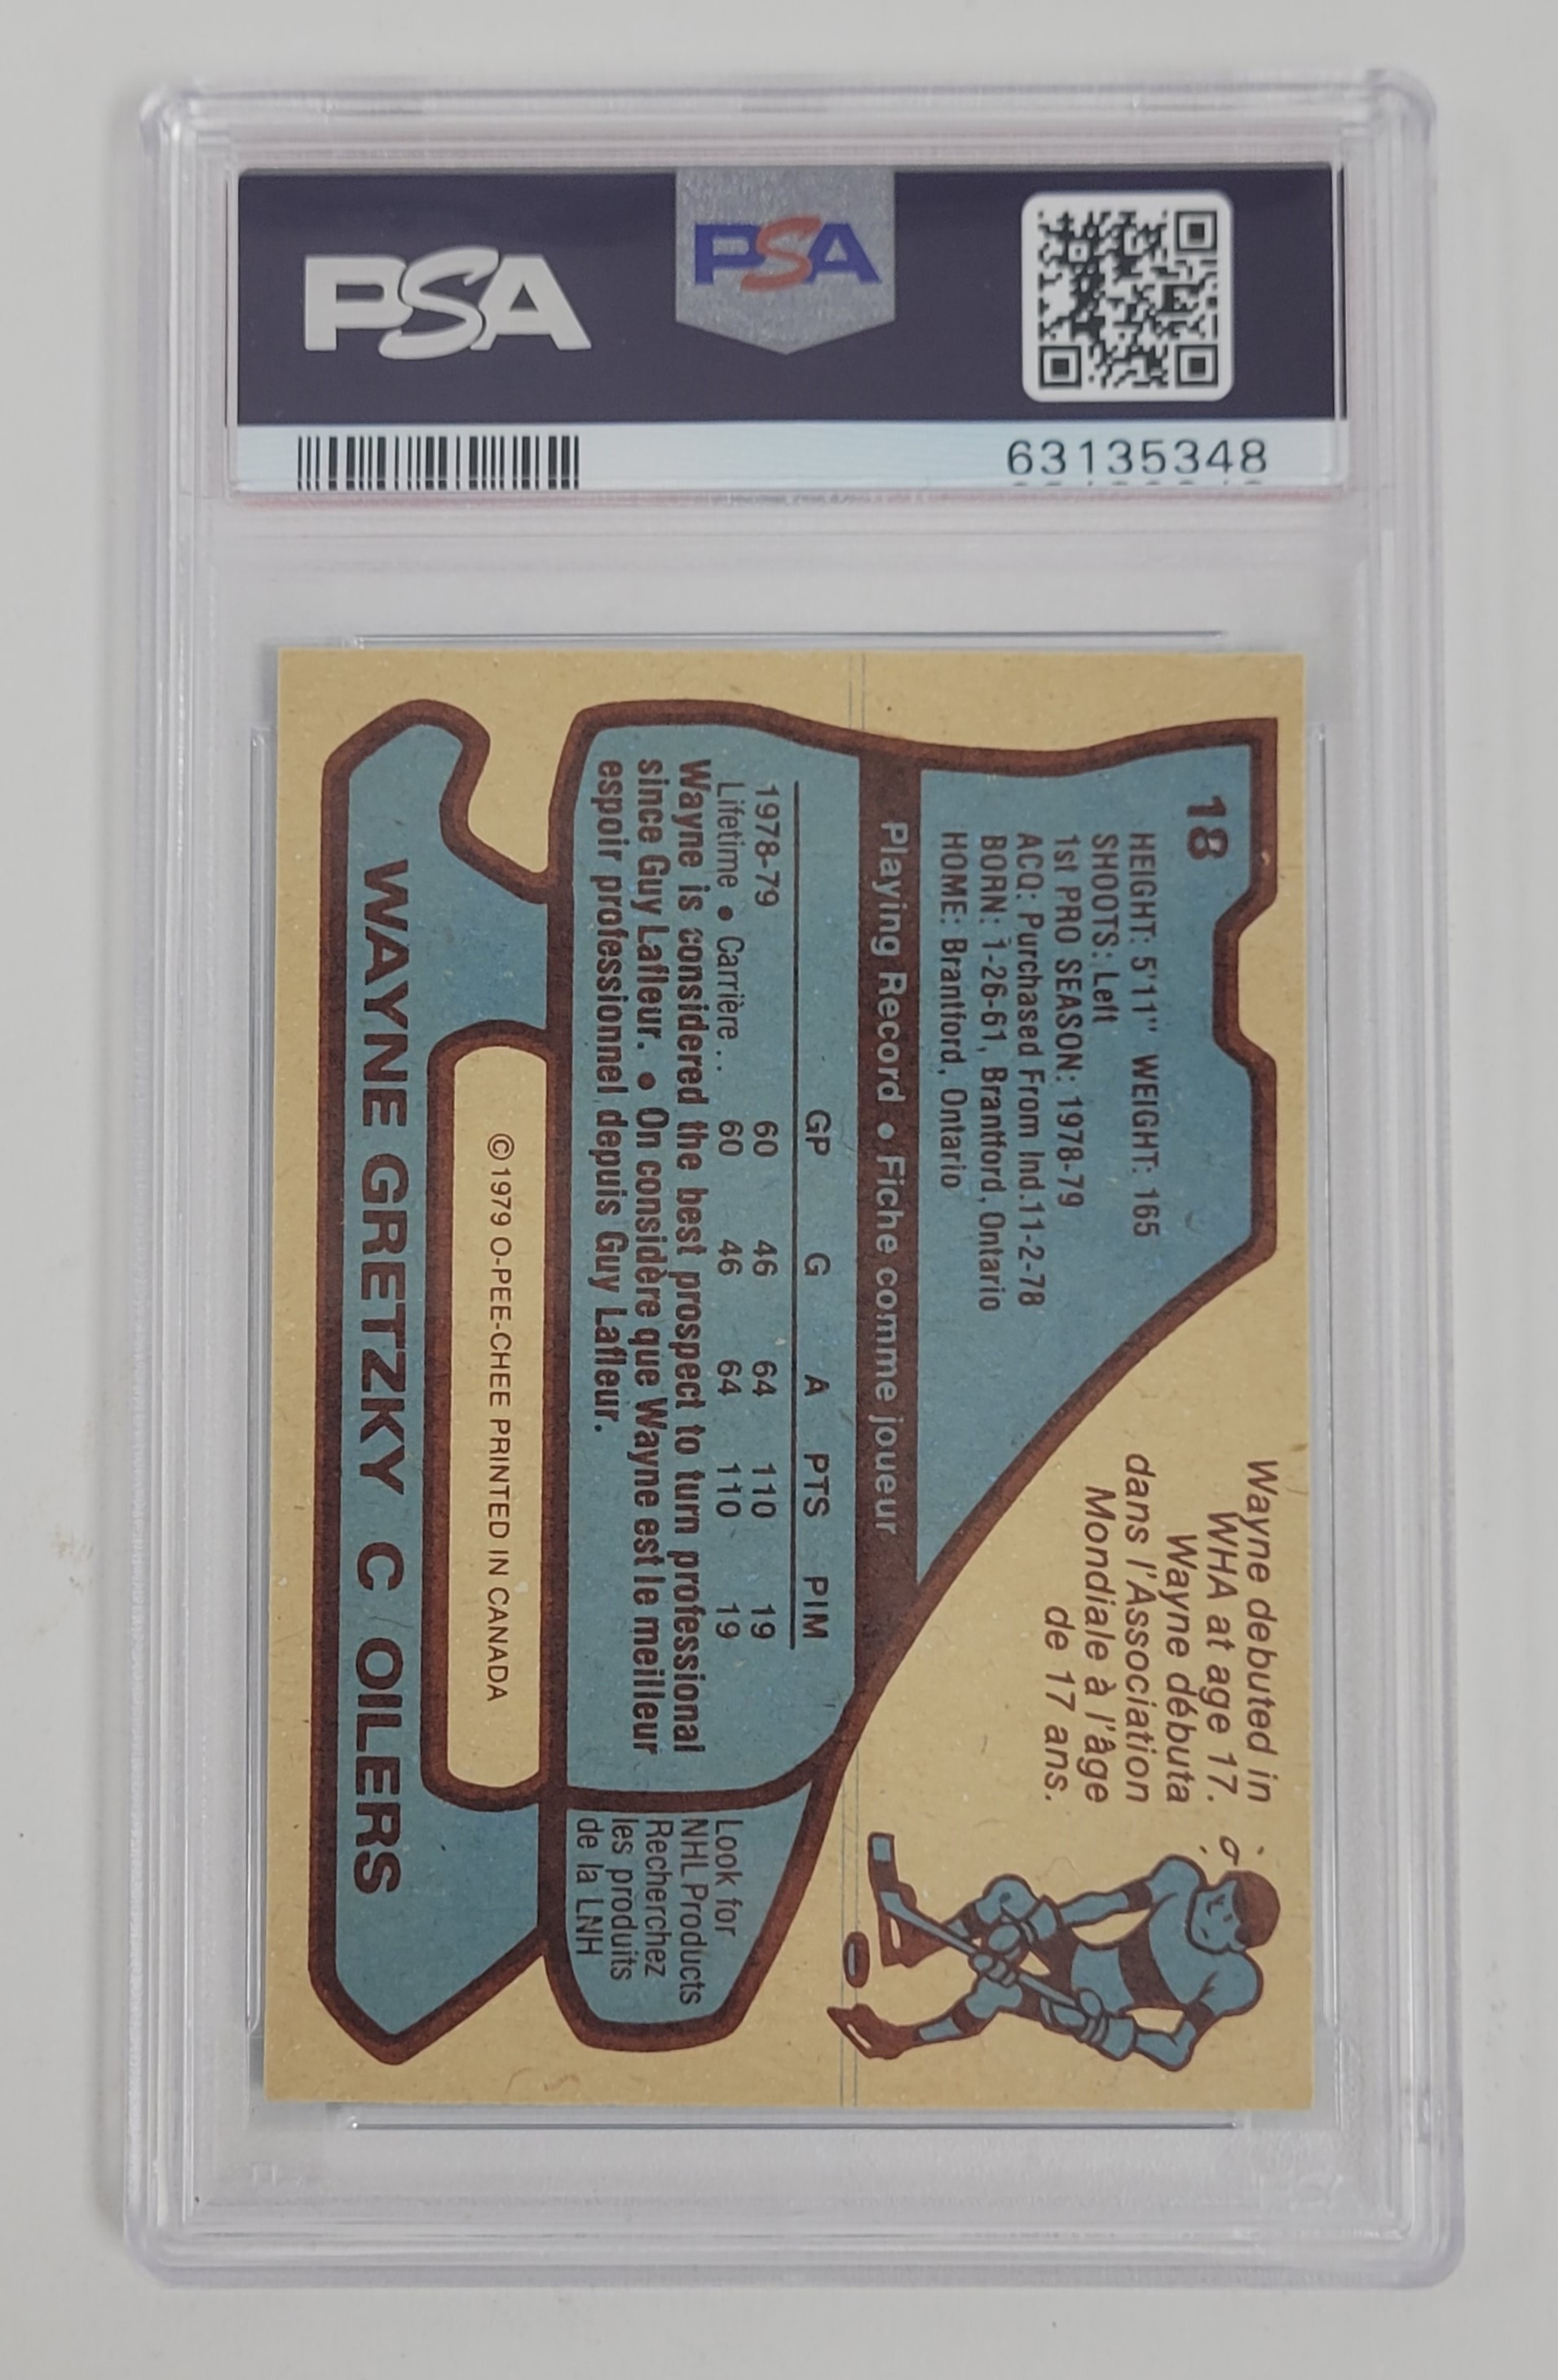 PSA
PSA
63135348
18
HEIGHT: 5'11" WEIGHT: 165
SHOOTS: Left
1st PRO SEASON: 1978-79
ACQ: Purchased From Ind. 11-2-78
BORN: 1-26-61, Brantford, Ontario
HOME: Brantford, Ontario
Wayne debuted in
WHA at age 17.
Wayne débuta
dans l'Association
Mondiale à l'âge
de 17 ans.
Playing Record • Fiche comme joueur
GP G A PTS PIM
1978-79 60 46 64 110 19
Lifetime • Carrière . . 60 46 64 110 19
Wayne is considered the best prospect to turn professional
since Guy Lafleur. • On considère que Wayne est le meilleur
espoir professionnel depuis Guy Lafleur.
Look for
NHL Products
Recherchez
les produits
de la LNH
©1979 O-PEE-CHEE PRINTED IN CANADA
WAYNE GRETZKY C OILERS